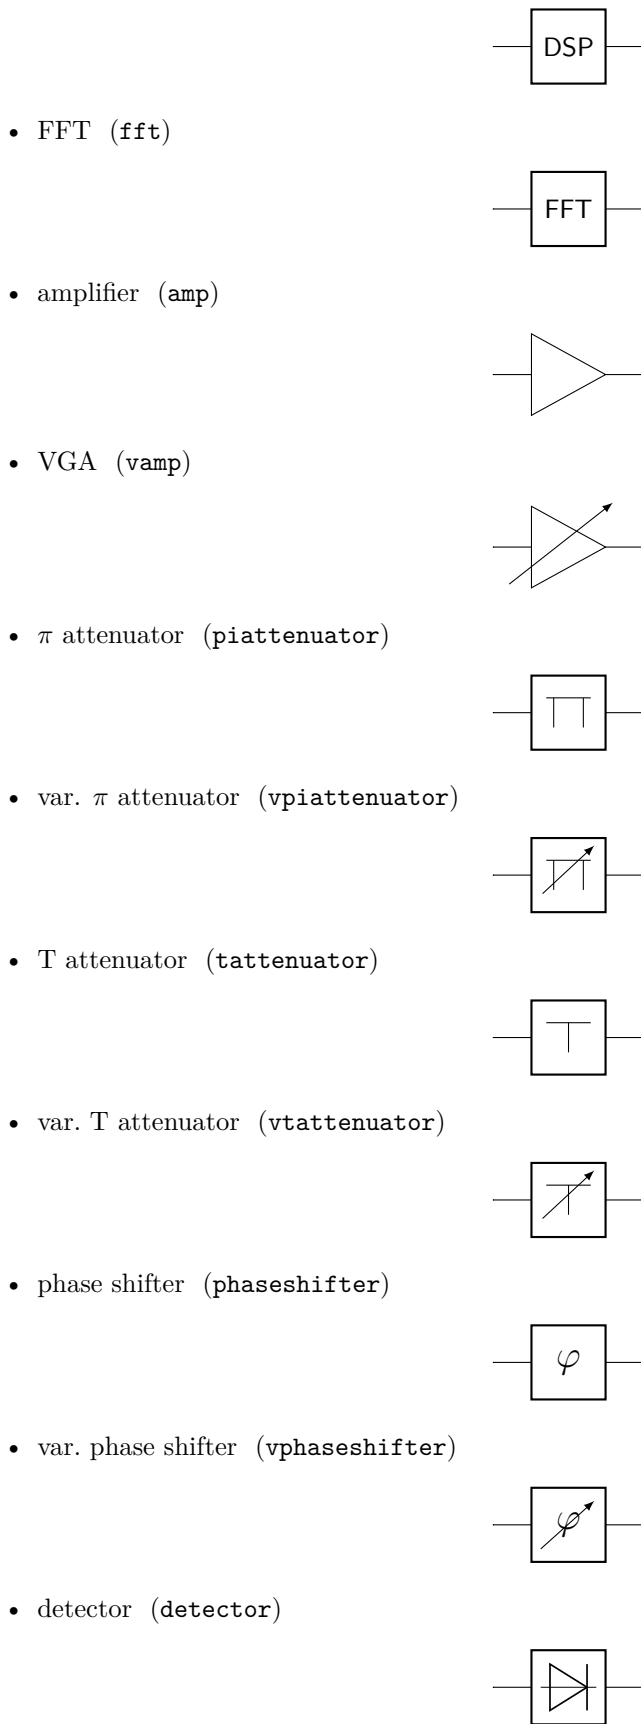 DSP
• FFT (fft)
FFT
• amplifier (amp)
• VGA (vamp)
• π attenuator (piattenuator)
• var. π attenuator (vpiattenuator)
• T attenuator (tattenuator)
• var. T attenuator (vtattenuator)
• phase shifter (phaseshifter)
φ
• var. phase shifter (vphaseshifter)
φ
• detector (detector)